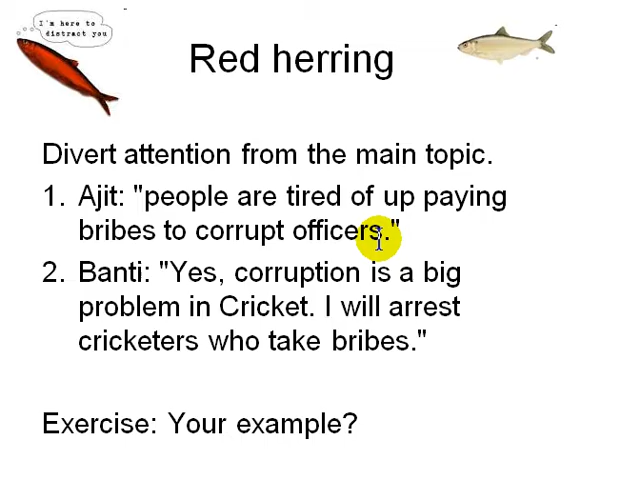 I'm here to
distract you
Red herring
Divert attention from the main topic.
1. Ajit: "people are tired of up paying
bribes to corrupt officers."
2. Banti: "Yes, corruption is a big
problem in Cricket. I will arrest
cricketers who take bribes."
Exercise: Your example?